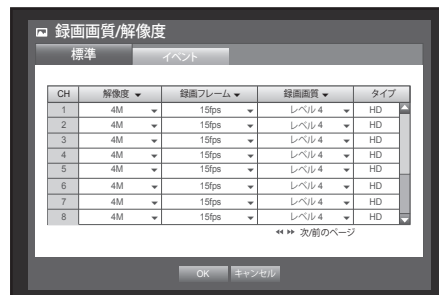 録画画質/解像度
標準 イベント
CH 解像度 録画フレーム 録画画質 タイプ
1 4M 15fps レベル 4 HD
2 4M 15fps レベル 4 HD
3 4M 15fps レベル 4 HD
4 4M 15fps レベル 4 HD
5 4M 15fps レベル 4 HD
6 4M 15fps レベル 4 HD
7 4M 15fps レベル 4 HD
8 4M 15fps レベル 4 HD
次/前のページ
OK キャンセル